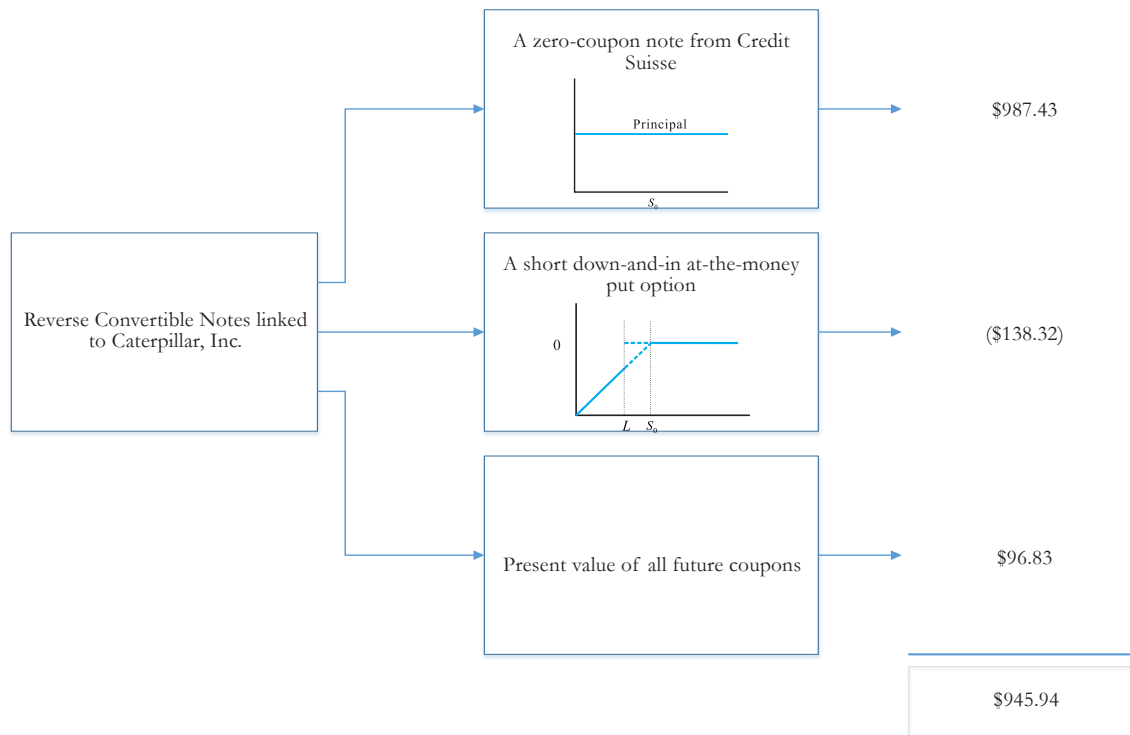 A zero-coupon note from Credit
Suisse
Principal
S₀
$987.43
Reverse Convertible Notes linked
to Caterpillar, Inc.
A short down-and-in at-the-money
put option
0
L S₀
($138.32)
Present value of all future coupons
$96.83
$945.94